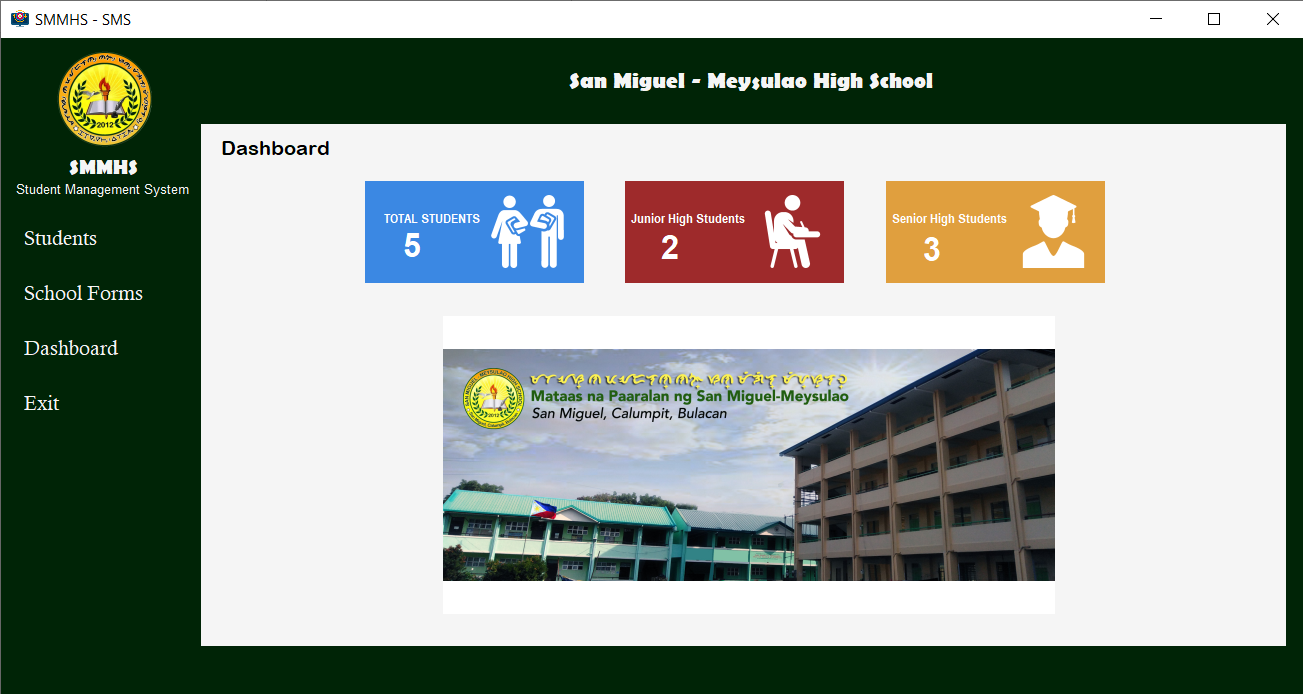 SMMHS - SMS
San Miguel - Meysulao High School
2012
SMMHS
Student Management System
Students
School Forms
Dashboard
Exit
Dashboard
TOTAL STUDENTS
5
Junior High Students
2
Senior High Students
3
Mataas na Paaralan ng San Miguel-Meysulao
San Miguel, Calumpit, Bulacan
2012